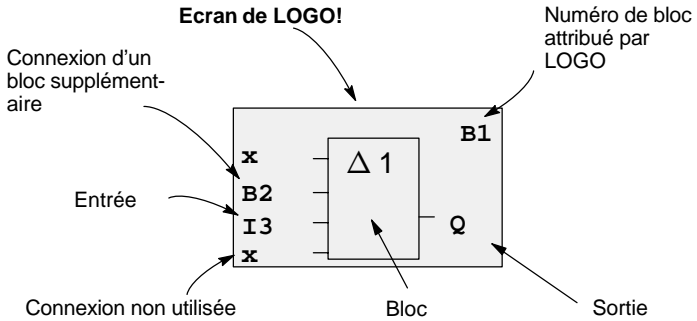 Ecran de LOGO!
Numéro de bloc
attribué par
LOGO
Connexion d'un
bloc supplément-
aire
B1
x
Δ 1
B2
Entrée
I3
Q
x
Connexion non utilisée
Bloc
Sortie